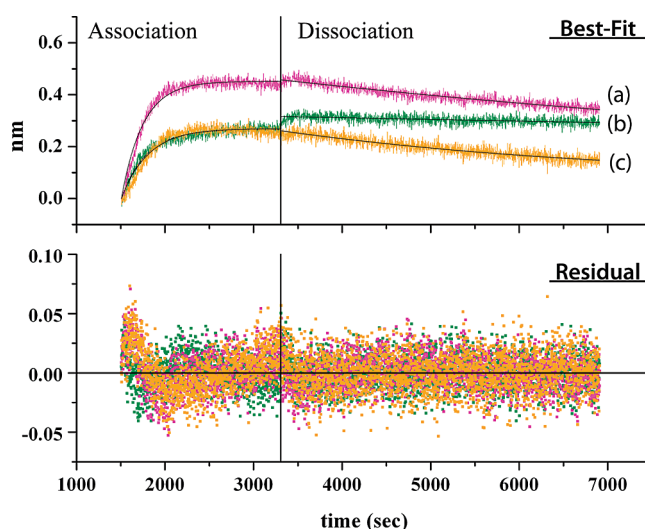 Association
Dissociation
Best-Fit
0.6
0.4
0.2
0.0
nm
(a)
(b)
(c)
Residual
0.10
0.05
0.00
-0.05
1000 2000 3000 4000 5000 6000 7000
time (sec)